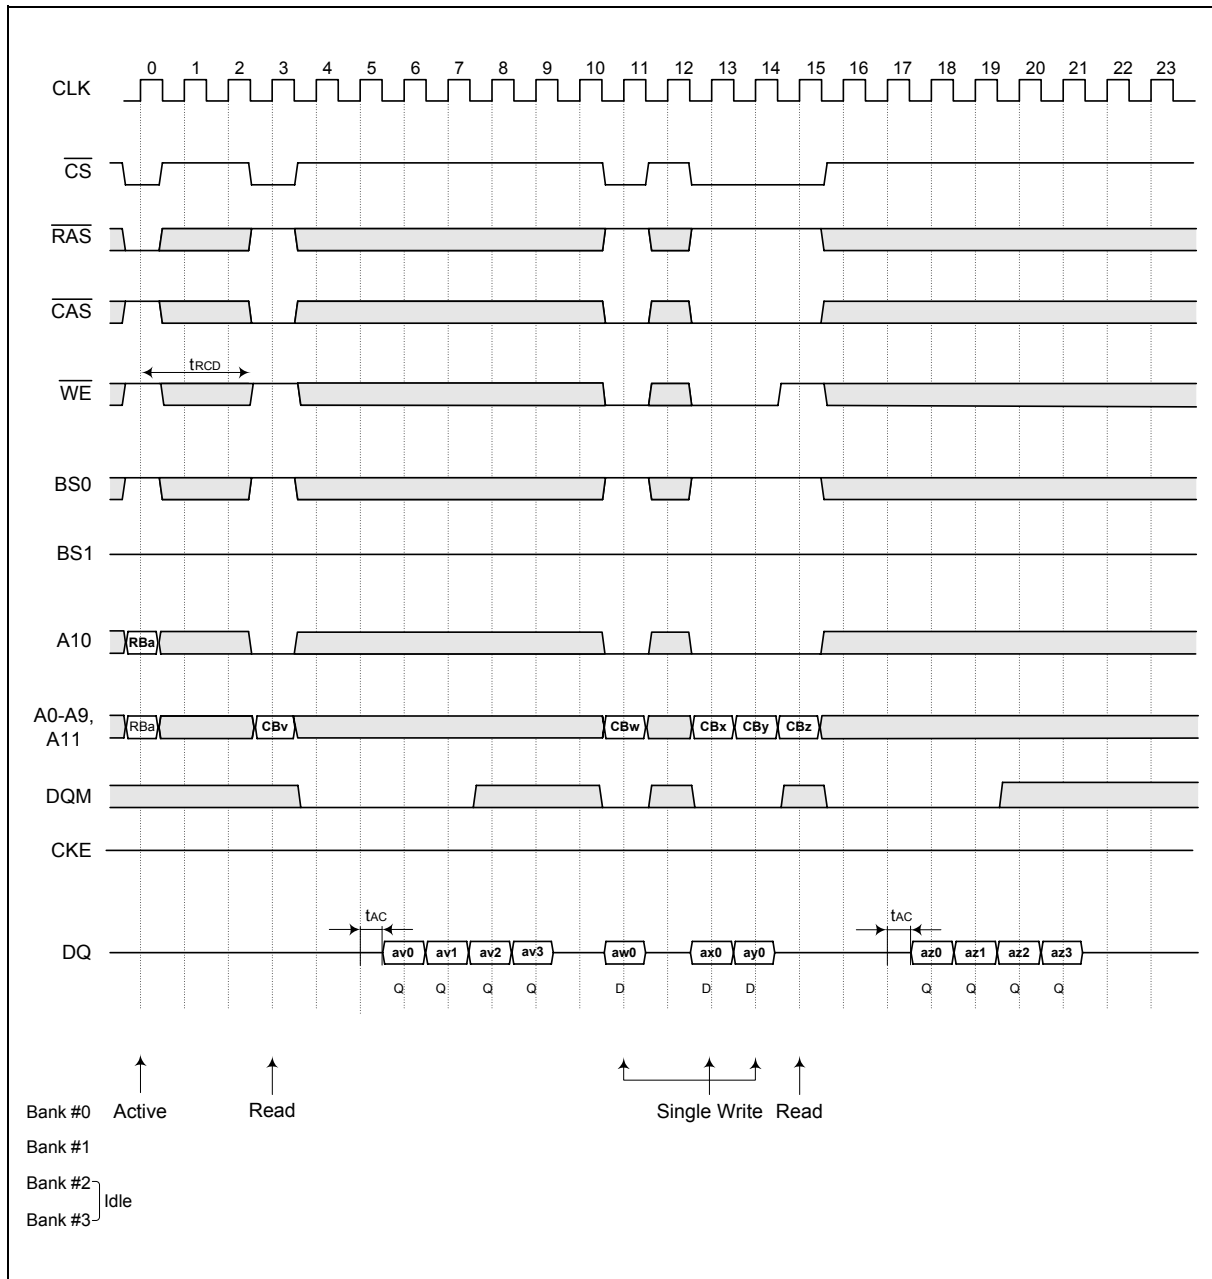 0 1 2 3 4 5 6 7 8 9 10 11 12 13 14 15 16 17 18 19 20 21 22 23
CLK
CS
RAS
CAS
tRCD
WE
BS0
BS1
A10 RBa
A0-A9,
A11
RBa CBv CBw CBx CBy CBz
DQM
CKE
tAC tAC
DQ av0 av1 av2 av3 aw0 ax0 ay0 az0 az1 az2 az3
Q Q Q Q D D D Q Q Q Q
Bank #0 Active Read Single Write Read
Bank #1
Bank #2
Idle
Bank #3